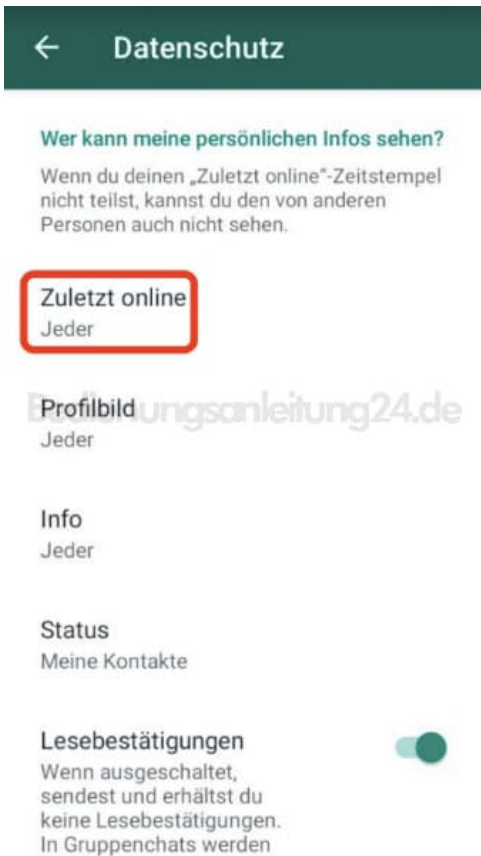 Datenschutz
Wer kann meine persönlichen Infos sehen?
Wenn du deinen „Zuletzt online“-Zeitstempel
nicht teilst, kannst du den von anderen
Personen auch nicht sehen.
Zuletzt online
Jeder
Profilbild
Bedienungsanleitung24.de
Jeder
Info
Jeder
Status
Meine Kontakte
Lesebestätigungen
Wenn ausgeschaltet,
sendest und erhältst du
keine Lesebestätigungen.
In Gruppenchats werden